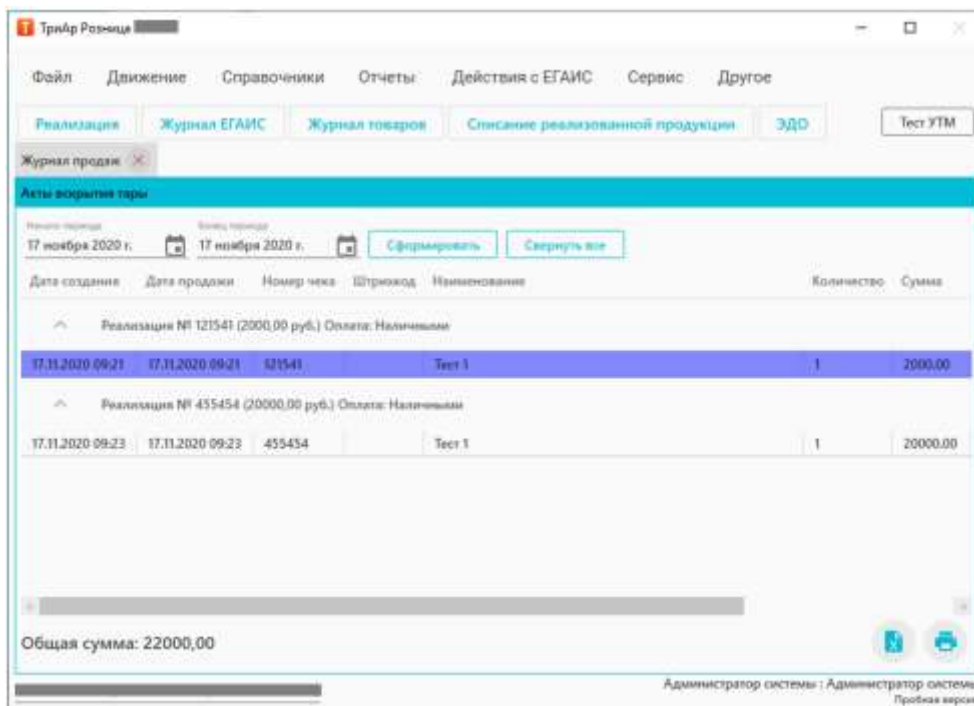 ТриАр Розница
Файл Движение Справочники Отчеты Действия с ЕГАИС Сервис Другое
Реализация Журнал ЕГАИС Журнал товаров Списание реализованной продукции ЭДО Тест УТМ
Журнал продаж
Акты вскрытия тары
Начало периода Конец периода
17 ноября 2020 г. 17 ноября 2020 г. Сформировать Свернуть все
Дата создания Дата продажи Номер чека Штрихкод Наименование Количество Сумма
Реализация № 121541 (2000,00 руб.) Оплата: Наличными
17.11.2020 09:21 17.11.2020 09:21 121541 Тест 1 1 2000.00
Реализация № 455454 (20000,00 руб.) Оплата: Наличными
17.11.2020 09:23 17.11.2020 09:23 455454 Тест 1 1 20000.00
Общая сумма: 22000,00
Администратор системы : Администратор системы
Пробная версия